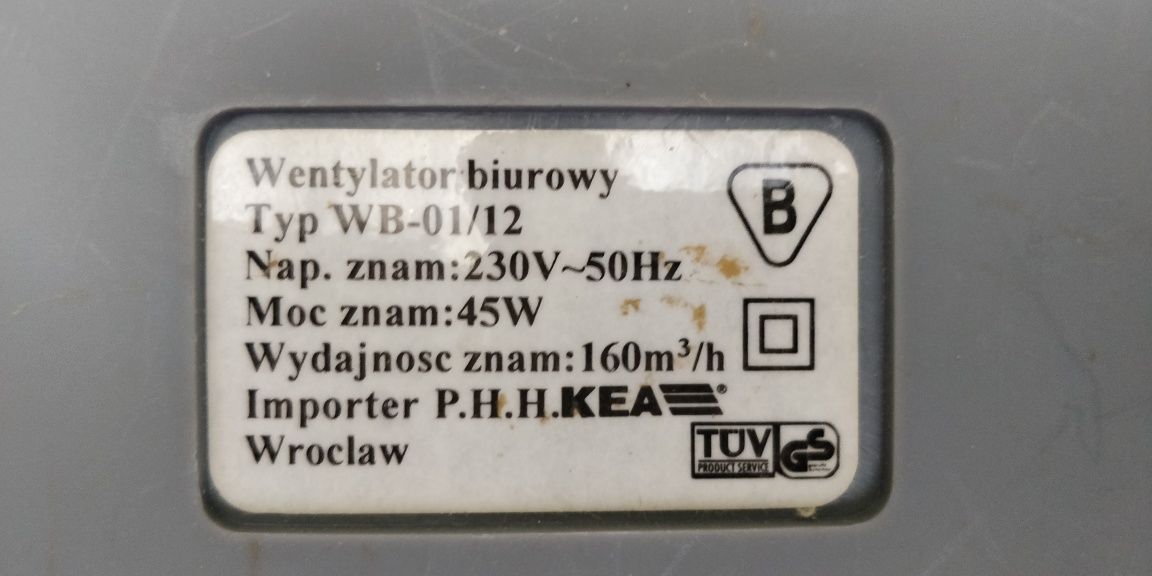 Wentylator biurowy
B
Typ WB-01/12
Nap. znam:230V~50Hz
Moc znam:45W
Wydajnosc znam:160m³/h
Importer P.H.H.KEA®
Wroclaw
TÜV
PRODUCT SERVICE
GS